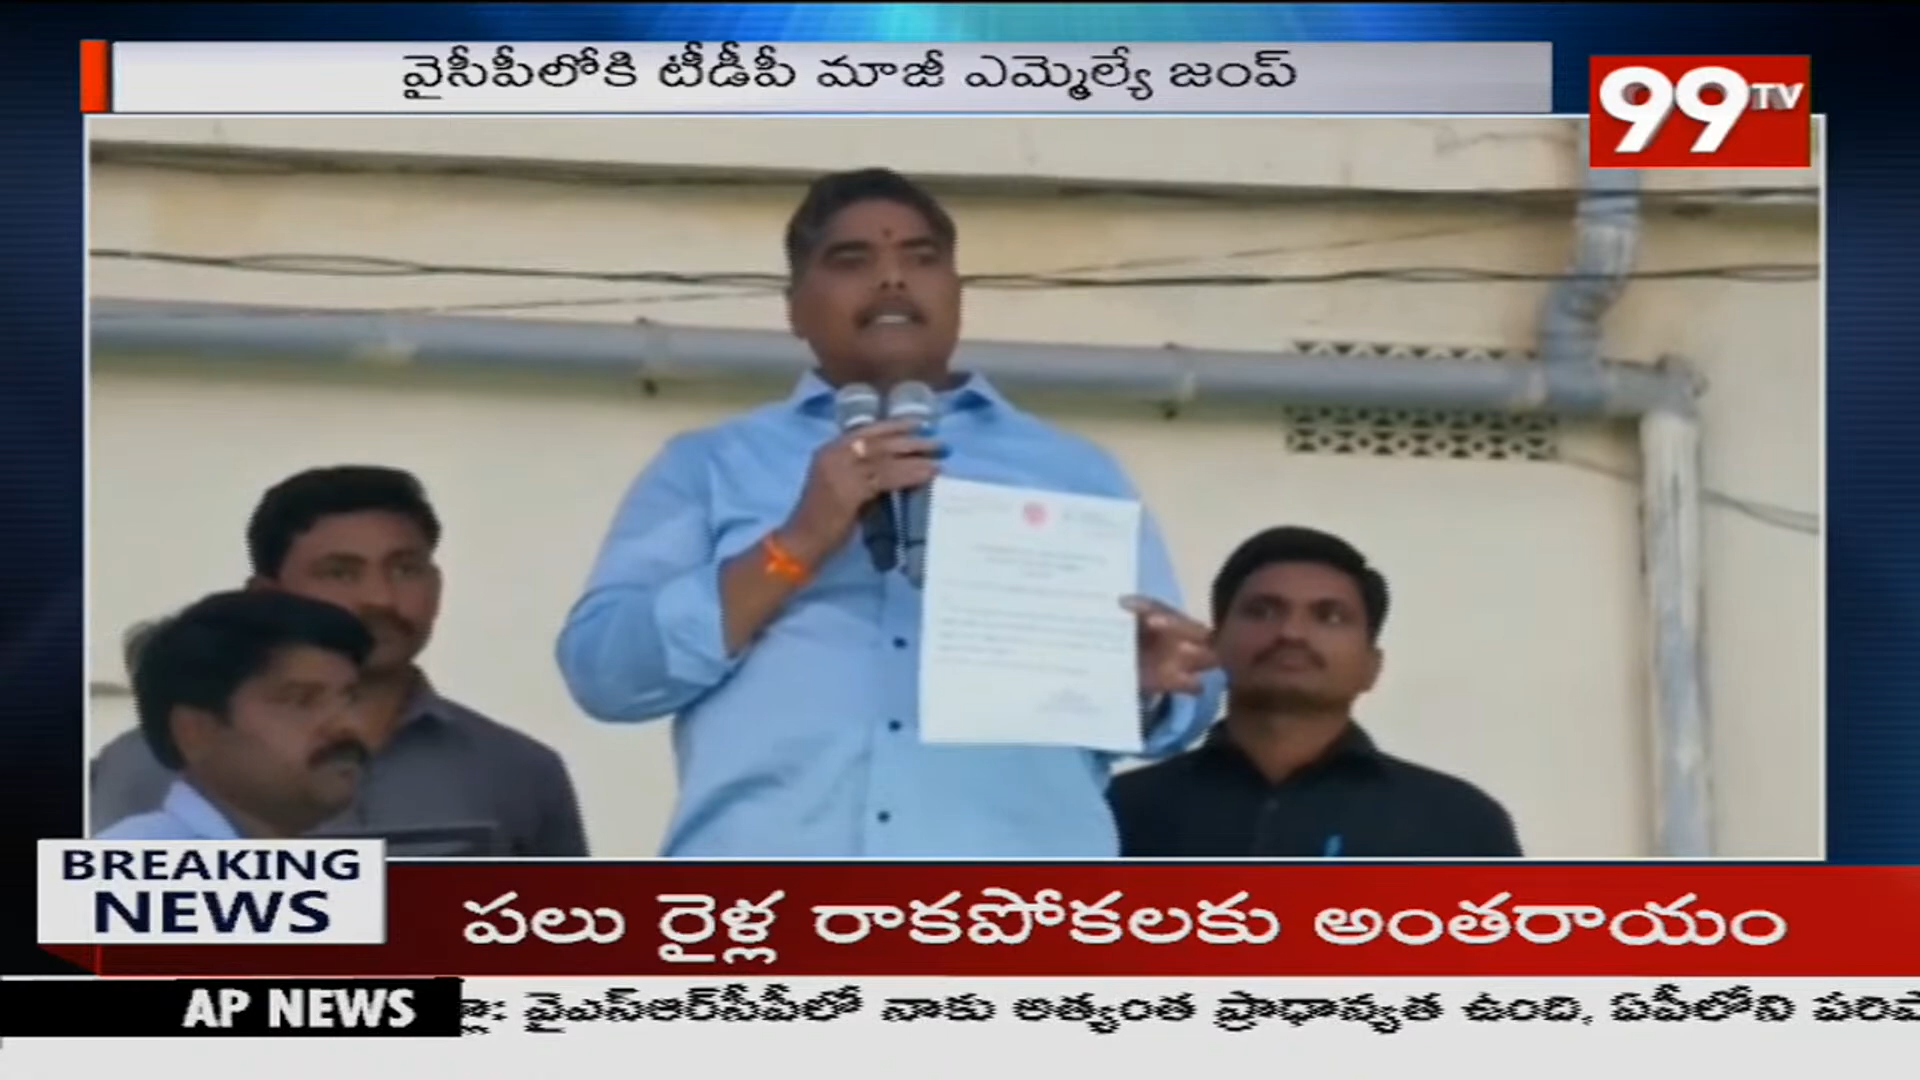 వైసీపీలోకి టీడీపీ మాజీ ఎమ్మెల్యే జంప్
99TV
BREAKING
NEWS
పలు రైళ్ల రాకపోకలకు అంతరాయం
AP NEWS
వైఎస్ఆర్‌సీపీలో నాకు అత్యంత ప్రాధాన్యత ఉంది, ఏపీలోని